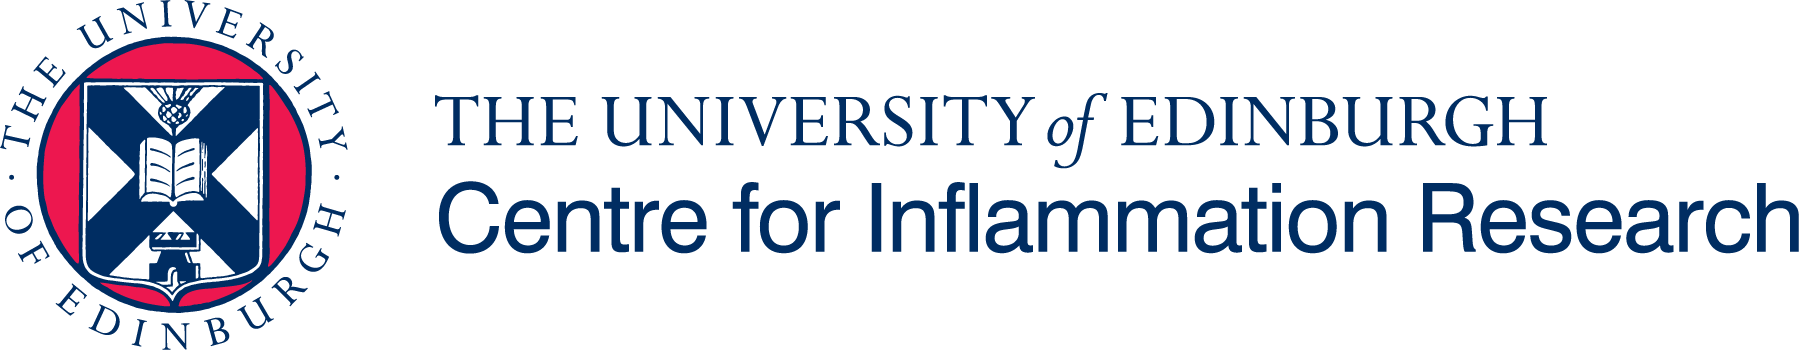 THE UNIVERSITY
OF EDINBURGH
THE UNIVERSITY of EDINBURGH
Centre for Inflammation Research